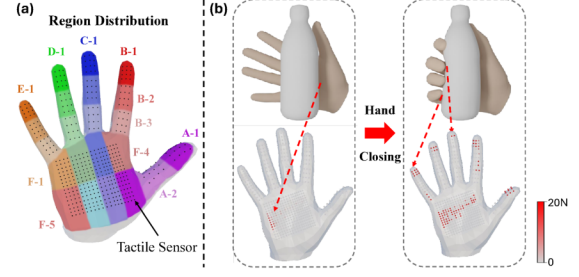 (a)
Region Distribution
C-1
D-1
B-1
E-1
B-2
B-3
A-1
F-4
F-1
A-2
F-5
Tactile Sensor
(b)
Hand
Closing
20N
0